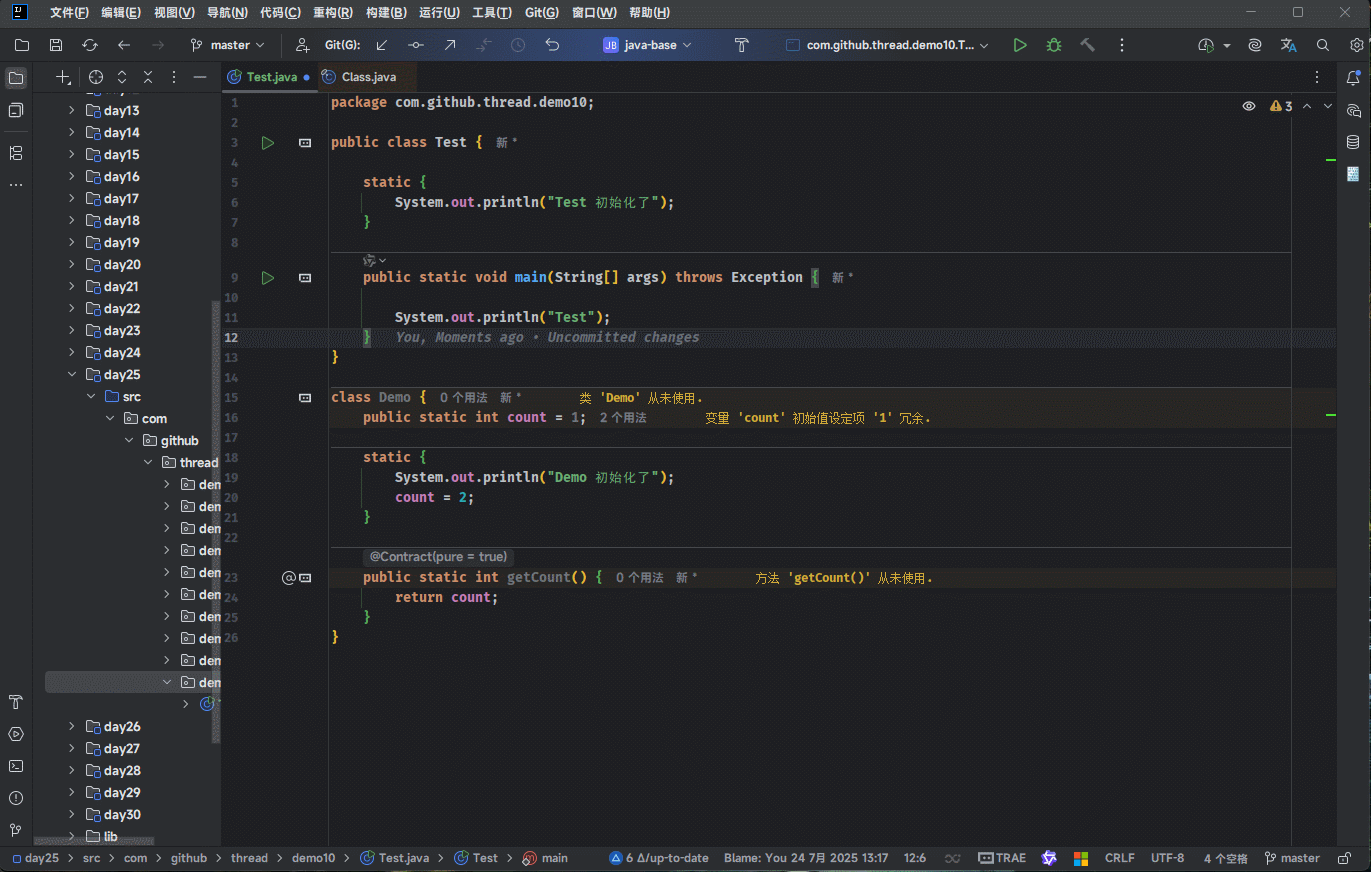 文件(F) 编辑(E) 视图(V) 导航(N) 代码(C) 重构(R) 构建(B) 运行(U) 工具(T) Git(G) 窗口(W) 帮助(H)
master Git(G): JB java-base com.github.thread.demo10.T...
Test.java Class.java
day13
day14
day15
day16
day17
day18
day19
day20
day21
day22
day23
day24
day25
src
com
github
thread
den
den
den
den
den
den
den
den
den
den
day26
day27
day28
day29
day30
lib
3
1 package com.github.thread.demo10;
2
3 public class Test { 新 *
4
5 static {
6 System.out.println("Test 初始化了");
7 }
8
9 public static void main(String[] args) throws Exception { 新 *
10
11 System.out.println("Test");
12 } You, Moments ago • Uncommitted changes
13 }
14
15 class Demo { 0 个用法 新 * 类 'Demo' 从未使用.
16 public static int count = 1; 2 个用法 变量 'count' 初始值设定项 '1' 冗余.
17
18 static {
19 System.out.println("Demo 初始化了");
20 count = 2;
21 }
22
@Contract(pure = true)
23 public static int getCount() { 0 个用法 新 * 方法 'getCount()' 从未使用.
24 return count;
25 }
26 }
day25 > src > com > github > thread > demo10 > Test.java > Test > main 6 Δ/up-to-date Blame: You 24 7月 2025 13:17 12:6 TRAE CRLF UTF-8 4 个空格 master